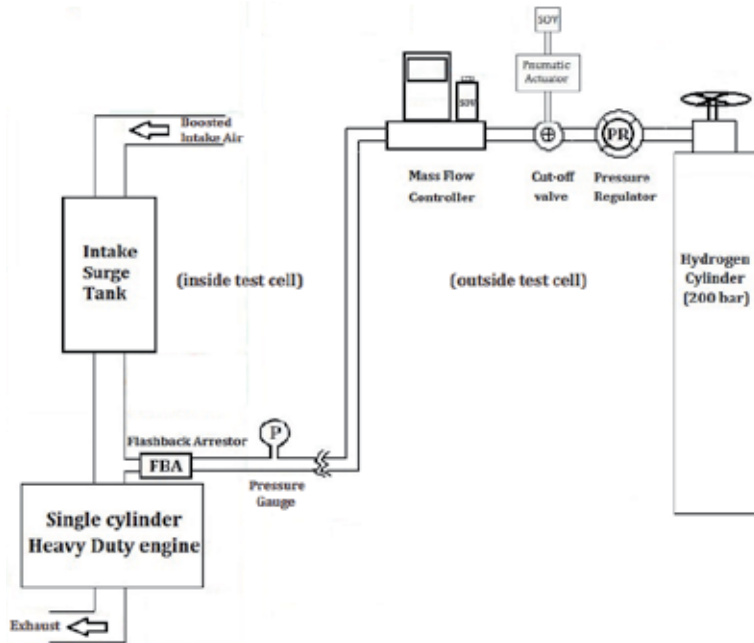 SOV
Pnumatic
Actuator
SOV
Boosted
Intake Air
PR
Mass Flow
Controller
Cut-off
valve
Pressure
Regulator
Intake
Surge
Tank
(inside test cell)
(outside test cell)
Hydrogen
Cylinder
(200 bar)
P
Flashback Arrestor
FBA
Pressure
Gauge
Single cylinder
Heavy Duty engine
Exhaust